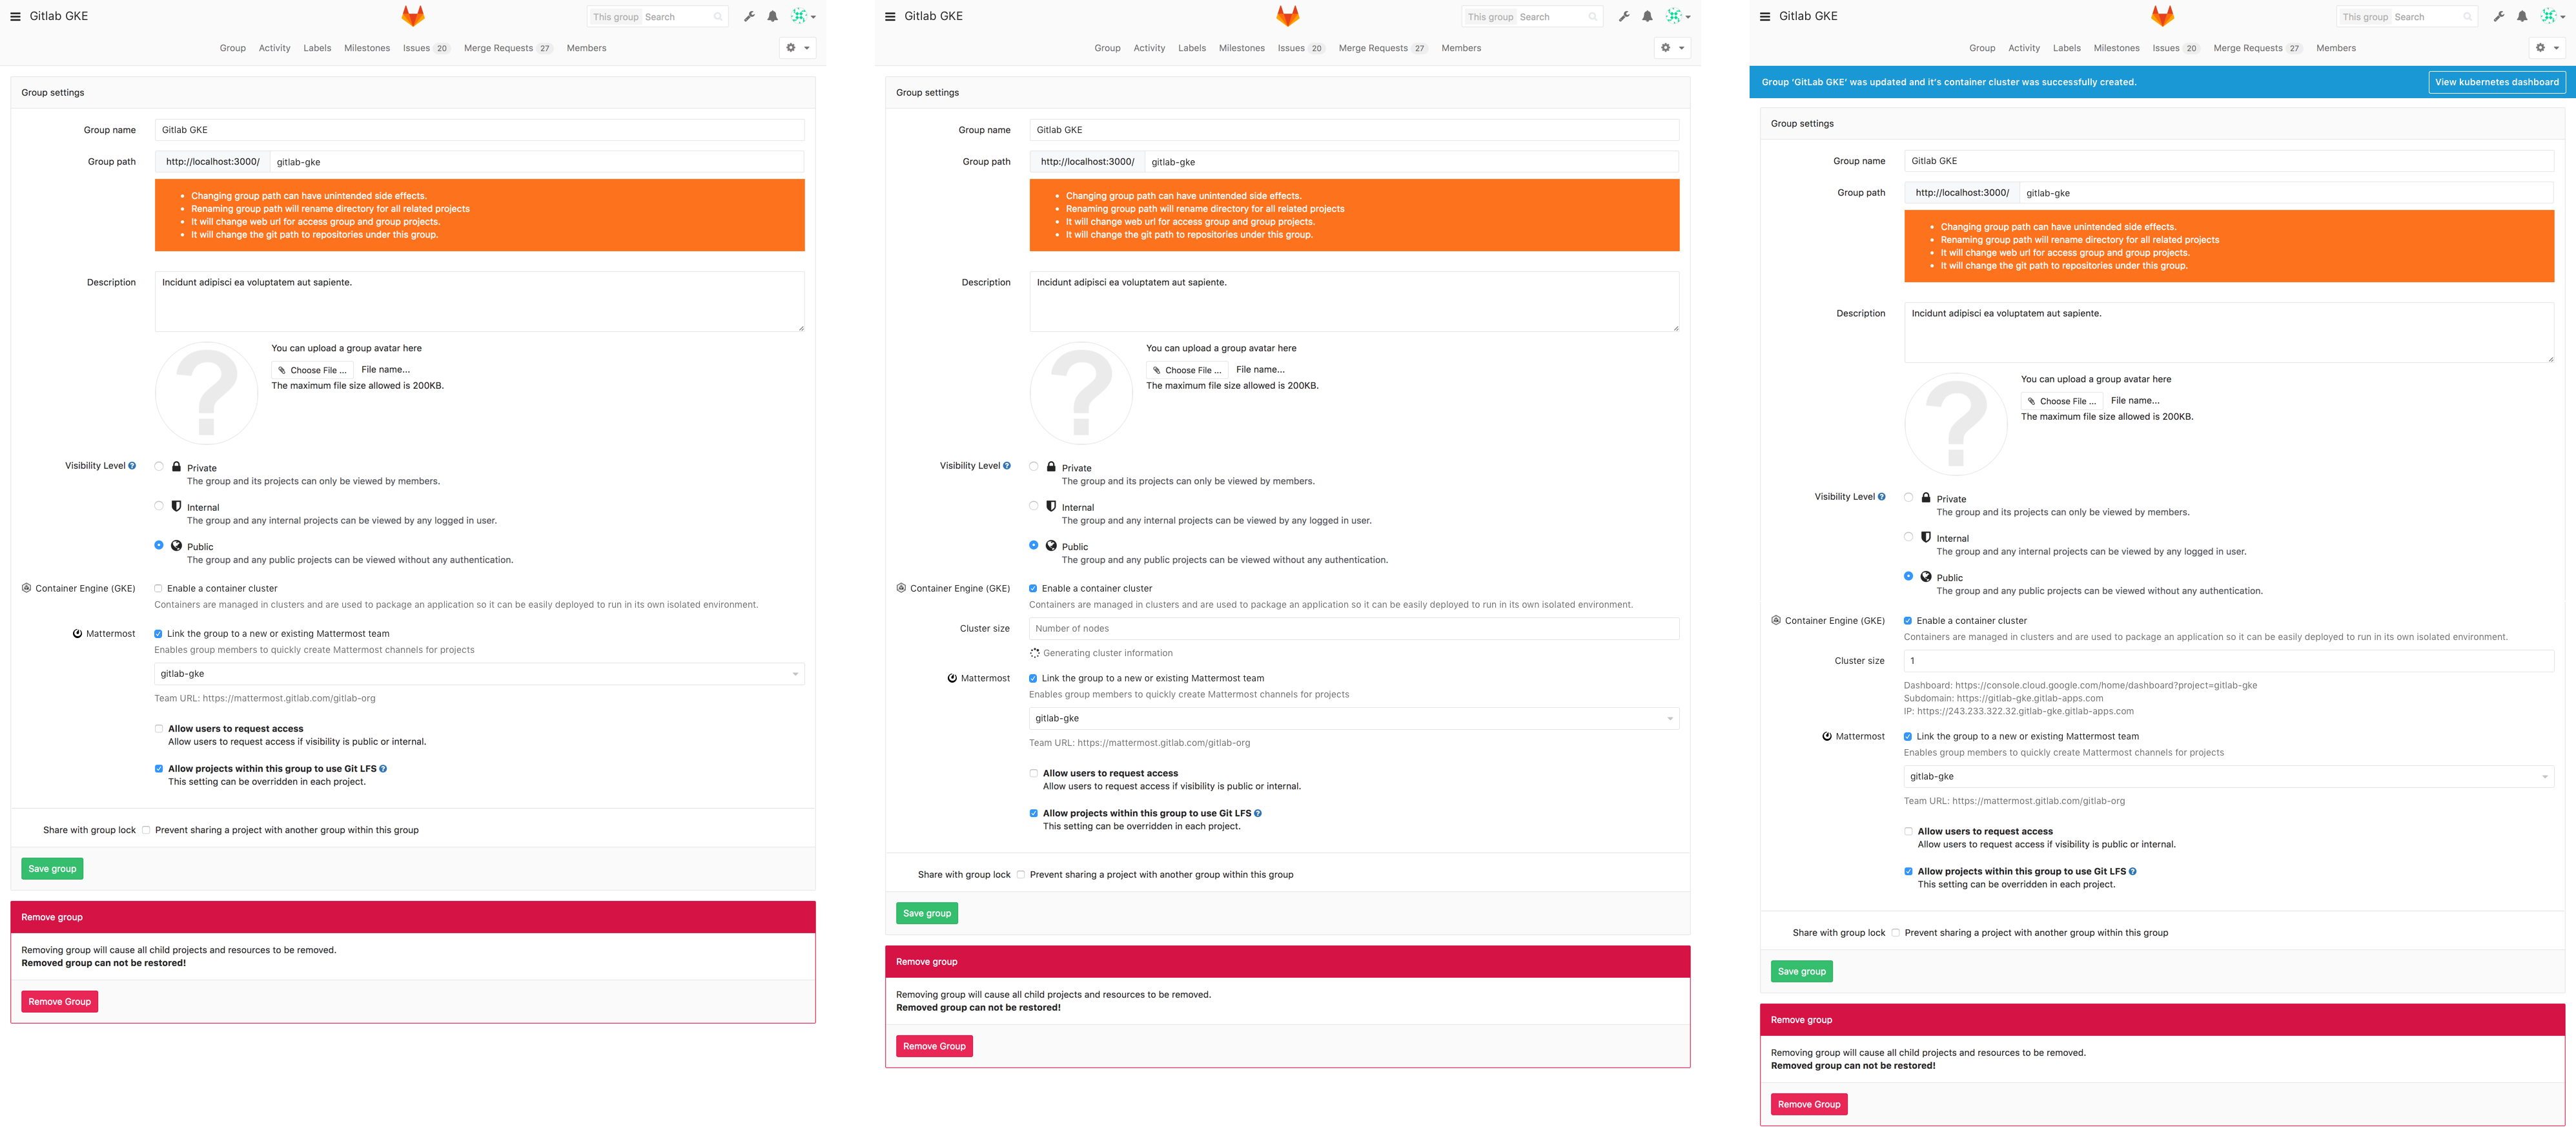 Gitlab GKE
This group Search
Group Activity Labels Milestones Issues 20 Merge Requests 27 Members
Group settings
Group name Gitlab GKE
Group path http://localhost:3000/ gitlab-gke
Changing group path can have unintended side effects.
Renaming group path will rename directory for all related projects
It will change web url for access group and group projects.
It will change the git path to repositories under this group.
Description Incidunt adipisci ea voluptatem aut sapiente.
You can upload a group avatar here
Choose File ... File name...
The maximum file size allowed is 200KB.
Visibility Level
Private
The group and its projects can only be viewed by members.
Internal
The group and any internal projects can be viewed by any logged in user.
Public
The group and any public projects can be viewed without any authentication.
Container Engine (GKE) Enable a container cluster
Containers are managed in clusters and are used to package an application so it can be easily deployed to run in its own isolated environment.
Mattermost Link the group to a new or existing Mattermost team
Enables group members to quickly create Mattermost channels for projects
gitlab-gke
Team URL: https://mattermost.gitlab.com/gitlab-org
Allow users to request access
Allow users to request access if visibility is public or internal.
Allow projects within this group to use Git LFS
This setting can be overridden in each project.
Share with group lock Prevent sharing a project with another group within this group
Save group
Remove group
Removing group will cause all child projects and resources to be removed.
Removed group can not be restored!
Remove Group
Gitlab GKE
This group Search
Group Activity Labels Milestones Issues 20 Merge Requests 27 Members
Group settings
Group name Gitlab GKE
Group path http://localhost:3000/ gitlab-gke
Changing group path can have unintended side effects.
Renaming group path will rename directory for all related projects
It will change web url for access group and group projects.
It will change the git path to repositories under this group.
Description Incidunt adipisci ea voluptatem aut sapiente.
You can upload a group avatar here
Choose File ... File name...
The maximum file size allowed is 200KB.
Visibility Level
Private
The group and its projects can only be viewed by members.
Internal
The group and any internal projects can be viewed by any logged in user.
Public
The group and any public projects can be viewed without any authentication.
Container Engine (GKE) Enable a container cluster
Containers are managed in clusters and are used to package an application so it can be easily deployed to run in its own isolated environment.
Cluster size Number of nodes
Generating cluster information
Mattermost Link the group to a new or existing Mattermost team
Enables group members to quickly create Mattermost channels for projects
gitlab-gke
Team URL: https://mattermost.gitlab.com/gitlab-org
Allow users to request access
Allow users to request access if visibility is public or internal.
Allow projects within this group to use Git LFS
This setting can be overridden in each project.
Share with group lock Prevent sharing a project with another group within this group
Save group
Remove group
Removing group will cause all child projects and resources to be removed.
Removed group can not be restored!
Remove Group
Gitlab GKE
This group Search
Group Activity Labels Milestones Issues 20 Merge Requests 27 Members
Group 'GitLab GKE' was updated and it's container cluster was successfully created. View kubernetes dashboard
Group settings
Group name Gitlab GKE
Group path http://localhost:3000/ gitlab-gke
Changing group path can have unintended side effects.
Renaming group path will rename directory for all related projects
It will change web url for access group and group projects.
It will change the git path to repositories under this group.
Description Incidunt adipisci ea voluptatem aut sapiente.
You can upload a group avatar here
Choose File ... File name...
The maximum file size allowed is 200KB.
Visibility Level
Private
The group and its projects can only be viewed by members.
Internal
The group and any internal projects can be viewed by any logged in user.
Public
The group and any public projects can be viewed without any authentication.
Container Engine (GKE) Enable a container cluster
Containers are managed in clusters and are used to package an application so it can be easily deployed to run in its own isolated environment.
Cluster size 1
Dashboard: https://console.cloud.google.com/home/dashboard?project=gitlab-gke
Subdomain: https://gitlab-gke.gitlab-apps.com
IP: https://243.233.322.32.gitlab-gke.gitlab-apps.com
Mattermost Link the group to a new or existing Mattermost team
Enables group members to quickly create Mattermost channels for projects
gitlab-gke
Team URL: https://mattermost.gitlab.com/gitlab-org
Allow users to request access
Allow users to request access if visibility is public or internal.
Allow projects within this group to use Git LFS
This setting can be overridden in each project.
Share with group lock Prevent sharing a project with another group within this group
Save group
Remove group
Removing group will cause all child projects and resources to be removed.
Removed group can not be restored!
Remove Group